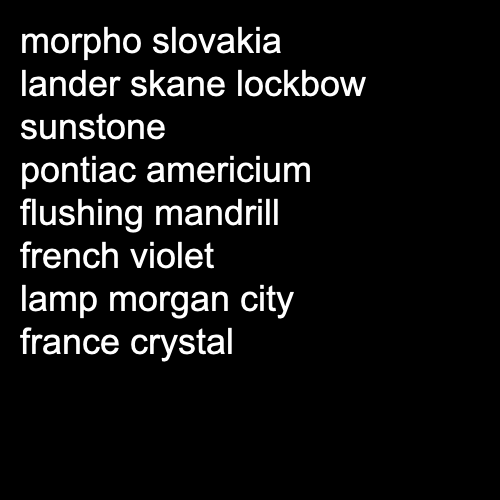 morpho slovakia
lander skane lockbow
sunstone
pontiac americium
flushing mandrill
french violet
lamp morgan city
france crystal